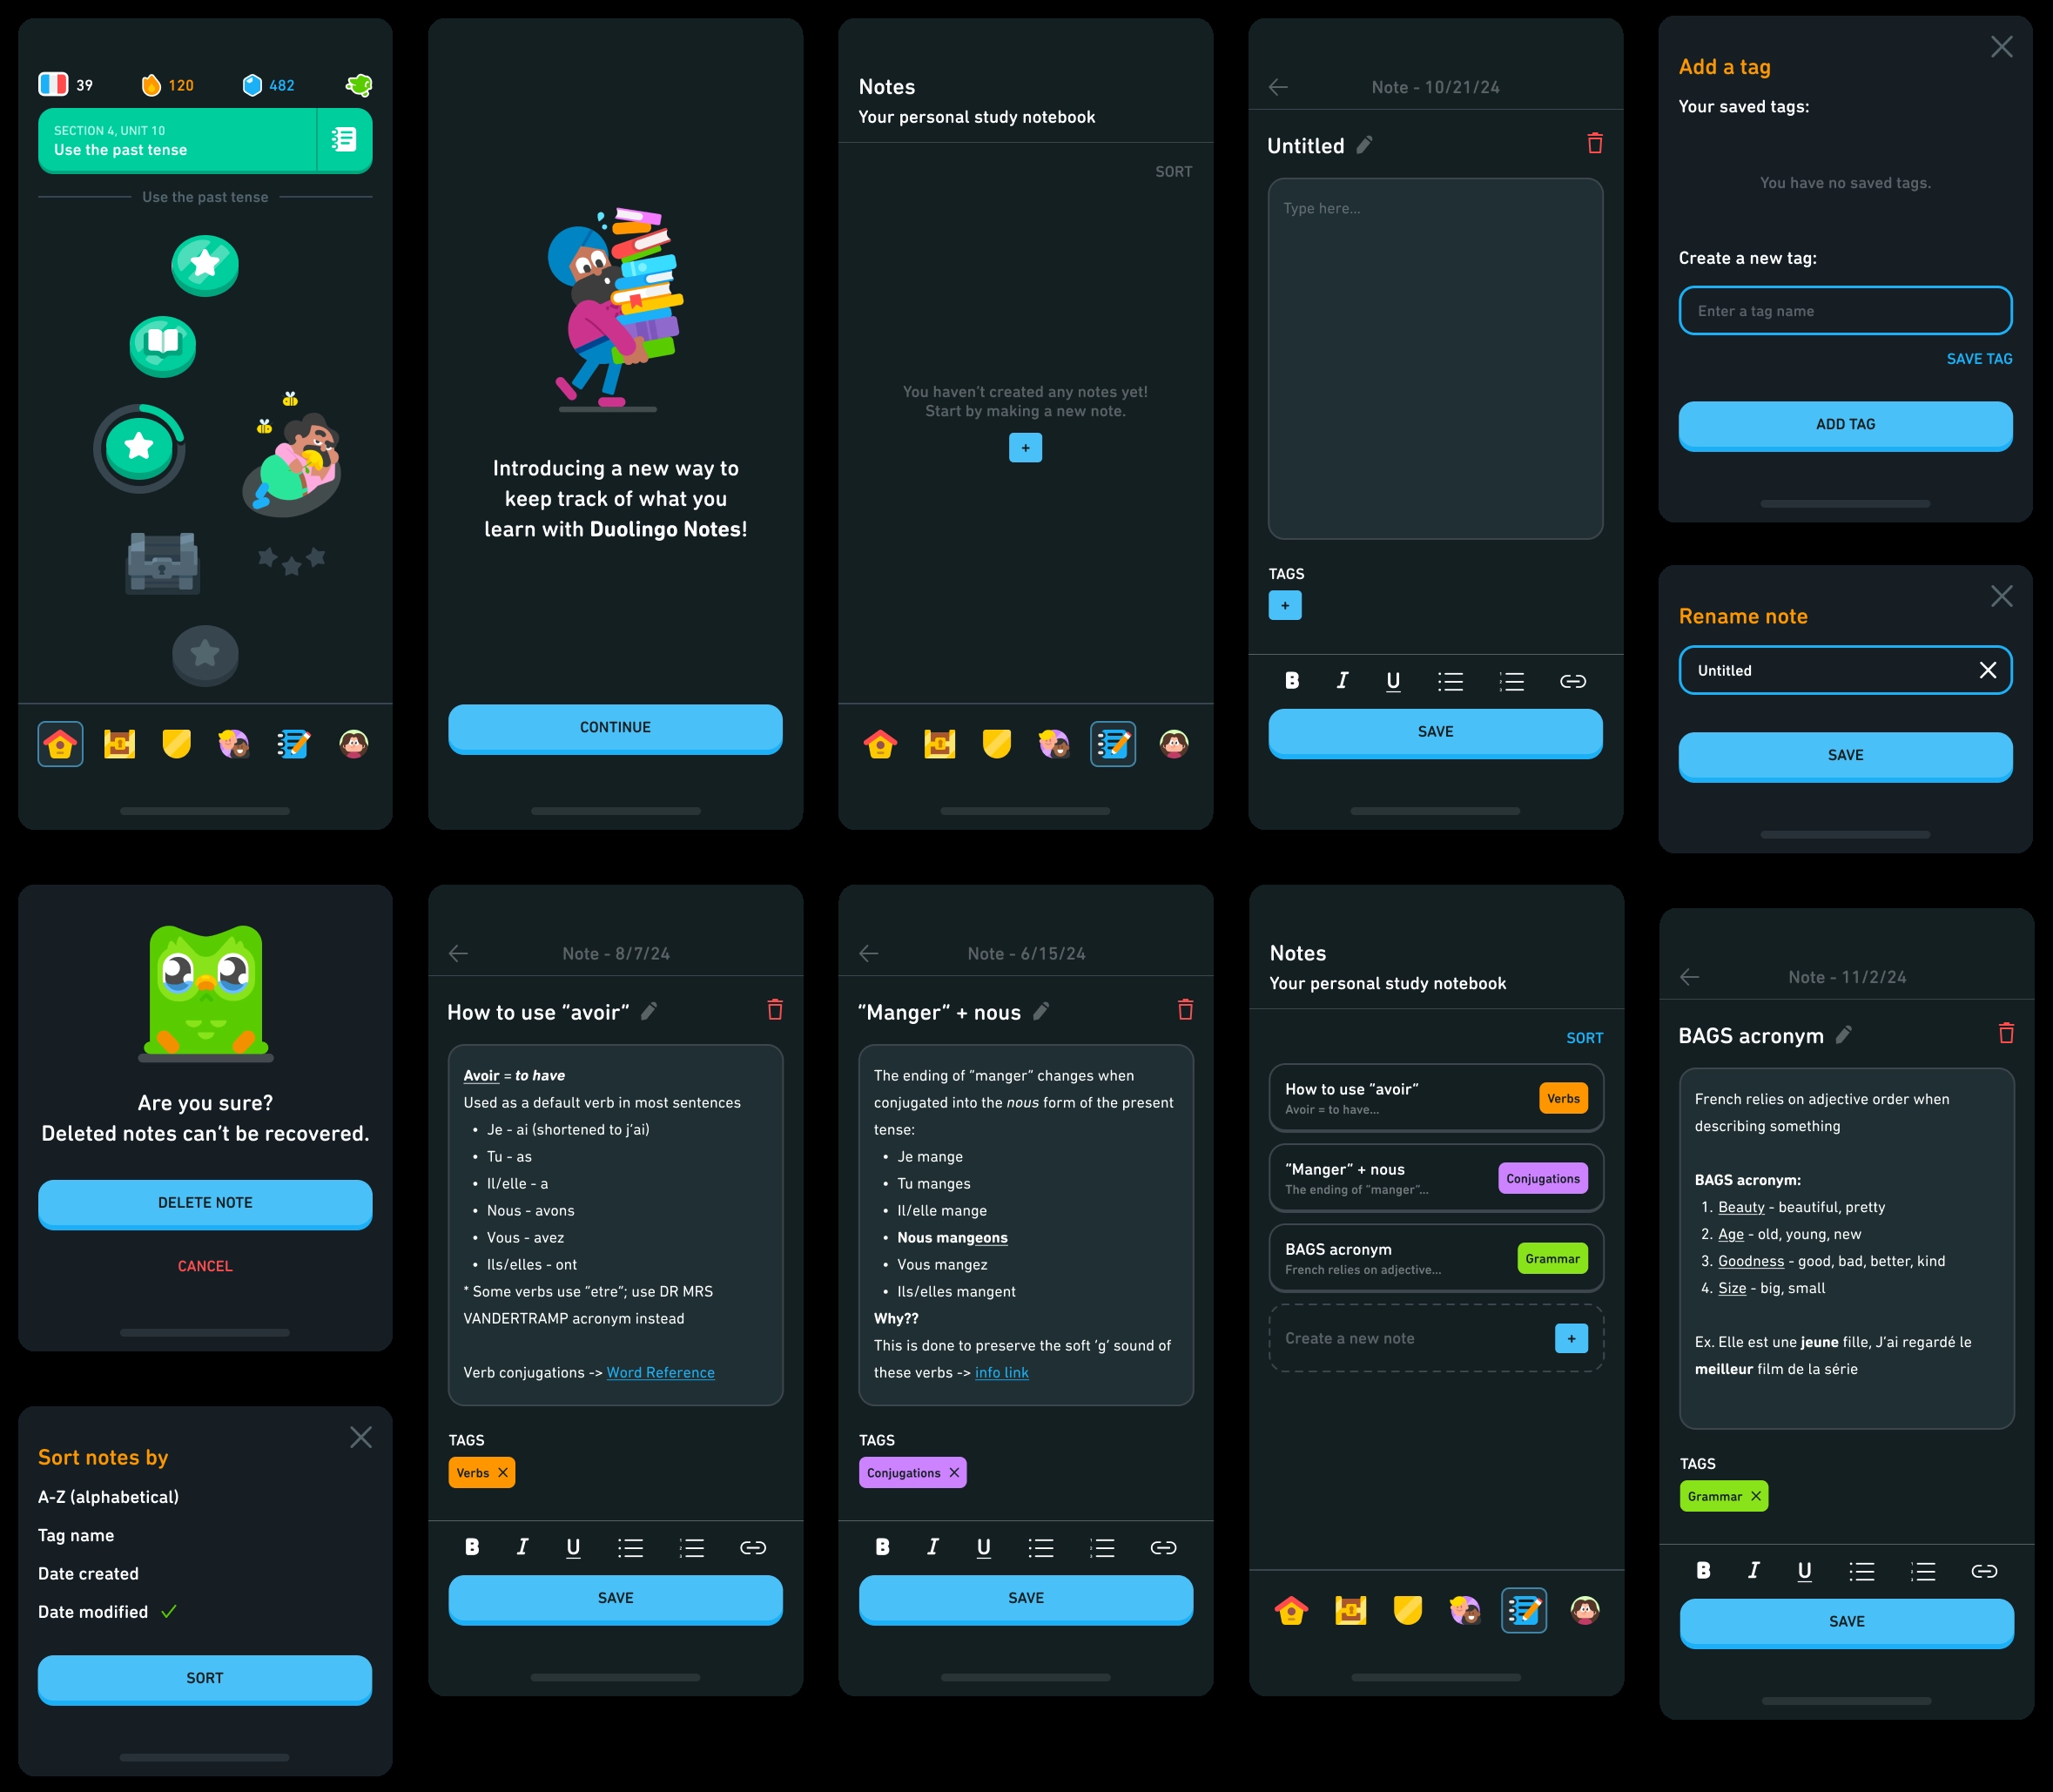 39
120
482
SECTION 4, UNIT 10
Use the past tense
Use the past tense
Introducing a new way to
keep track of what you
learn with Duolingo Notes!
CONTINUE
Notes
Your personal study notebook
SORT
You haven't created any notes yet!
Start by making a new note.
+
Note - 10/21/24
Untitled
Type here...
TAGS
+
B I U
SAVE
Add a tag
Your saved tags:
You have no saved tags.
Create a new tag:
Enter a tag name
SAVE TAG
ADD TAG
Rename note
Untitled
SAVE
Are you sure?
Deleted notes can't be recovered.
DELETE NOTE
CANCEL
Sort notes by
A-Z (alphabetical)
Tag name
Date created
Date modified
SORT
Note - 8/7/24
How to use “avoir”
Avoir = to have
Used as a default verb in most sentences
• Je - ai (shortened to j'ai)
• Tu - as
• Il/elle - a
• Nous - avons
• Vous - avez
• Ils/elles - ont
* Some verbs use “etre”; use DR MRS
VANDERTRAMP acronym instead
Verb conjugations -> Word Reference
TAGS
Verbs
B I U
SAVE
Note - 6/15/24
“Manger” + nous
The ending of “manger” changes when
conjugated into the nous form of the present
tense:
• Je mange
• Tu manges
• Il/elle mange
• Nous mangeons
• Vous mangez
• Ils/elles mangent
Why??
This is done to preserve the soft ‘g’ sound of
these verbs -> info link
TAGS
Conjugations
B I U
SAVE
Notes
Your personal study notebook
SORT
How to use “avoir”
Avoir = to have...
Verbs
“Manger” + nous
The ending of “manger”...
Conjugations
BAGS acronym
French relies on adjective...
Grammar
Create a new note
+
Note - 11/2/24
BAGS acronym
French relies on adjective order when
describing something
BAGS acronym:
1. Beauty - beautiful, pretty
2. Age - old, young, new
3. Goodness - good, bad, better, kind
4. Size - big, small
Ex. Elle est une jeune fille, J'ai regardé le
meilleur film de la série
TAGS
Grammar
B I U
SAVE